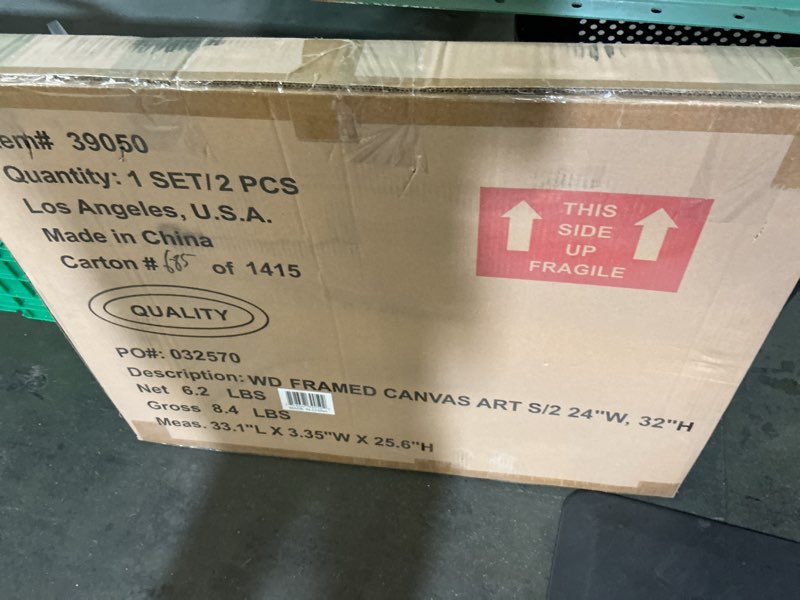 em# 39050
Quantity: 1 SET/2 PCS
Los Angeles, U.S.A.
Made in China
Carton # 685 of 1415
QUALITY
PO#: 032570
Description: WD FRAMED CANVAS ART S/2 24"W, 32"H
Net 6.2 LBS
Gross 8.4 LBS
Meas. 33.1"L X 3.35"W X 25.6"H
THIS
SIDE
UP
FRAGILE